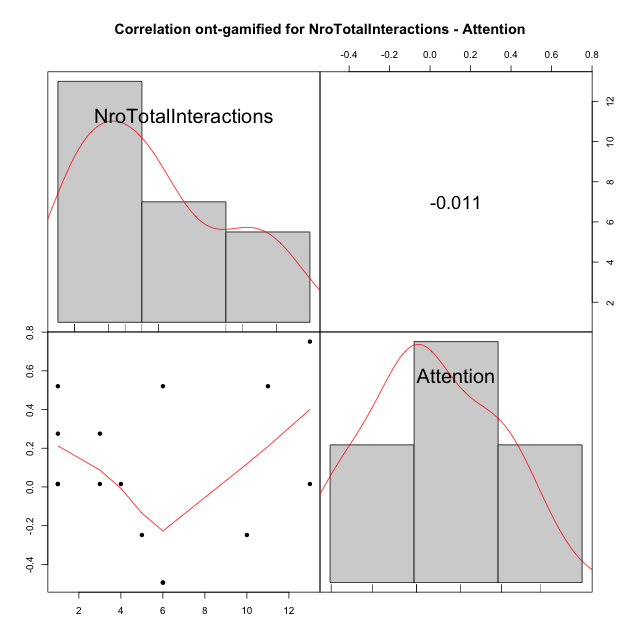 Correlation ont-gamified for NroTotalInteractions - Attention
-0.4 -0.2 0.0 0.2 0.4 0.6 0.8
NroTotalInteractions
-0.011
12
10
8
6
4
2
0.8
0.6
0.4
0.2
0.0
-0.2
-0.4
Attention
2 4 6 8 10 12